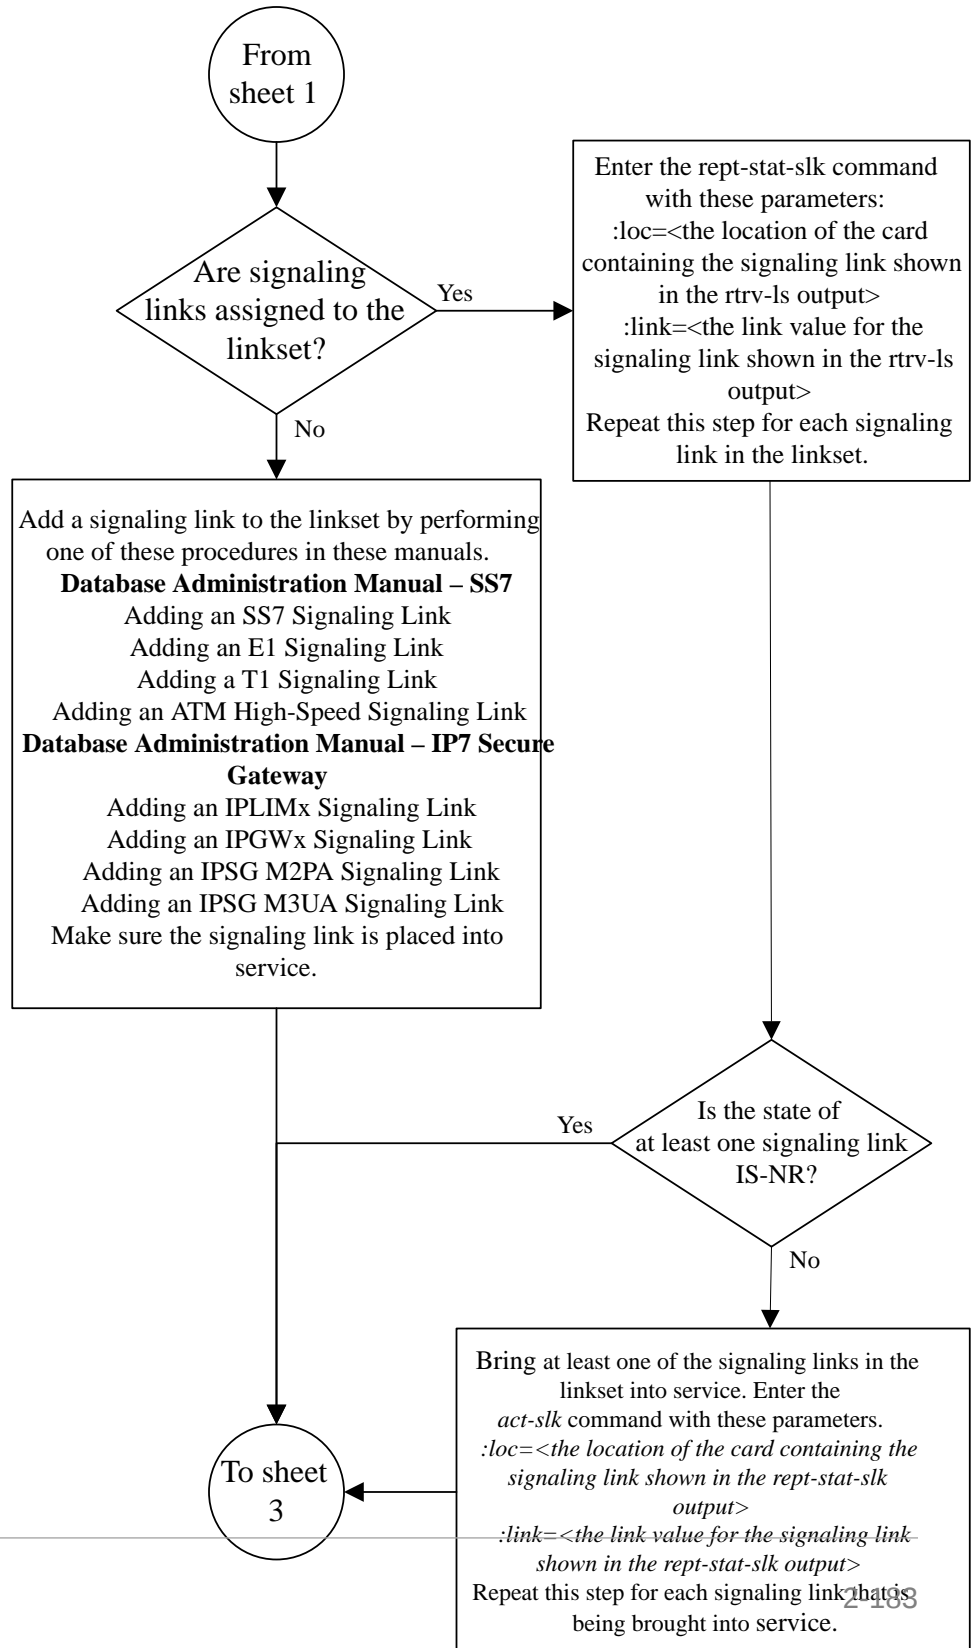 From
sheet 1
Are signaling
links assigned to the
linkset?
Yes
No
Enter the rept-stat-slk command
with these parameters:
:loc=<the location of the card
containing the signaling link shown
in the rtrv-ls output>
:link=<the link value for the
signaling link shown in the rtrv-ls
output>
Repeat this step for each signaling
link in the linkset.
Add a signaling link to the linkset by performing
one of these procedures in these manuals.
Database Administration Manual – SS7
Adding an SS7 Signaling Link
Adding an E1 Signaling Link
Adding a T1 Signaling Link
Adding an ATM High-Speed Signaling Link
Database Administration Manual – IP7 Secure
Gateway
Adding an IPLIMx Signaling Link
Adding an IPGWx Signaling Link
Adding an IPSG M2PA Signaling Link
Adding an IPSG M3UA Signaling Link
Make sure the signaling link is placed into
service.
Is the state of
at least one signaling link
IS-NR?
Yes
No
Bring at least one of the signaling links in the
linkset into service. Enter the
act-slk command with these parameters.
:loc=<the location of the card containing the
signaling link shown in the rept-stat-slk
output>
:link=<the link value for the signaling link
shown in the rept-stat-slk output>
Repeat this step for each signaling link that is
being brought into service.
To sheet
3
2-183